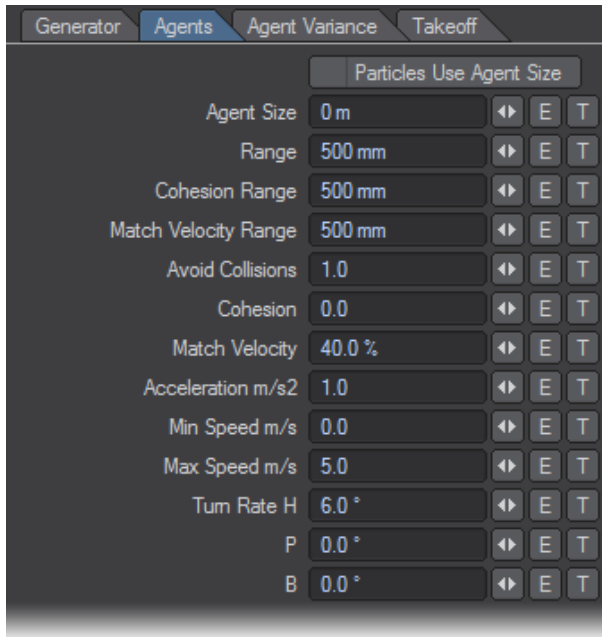 Generator Agents Agent Variance Takeoff
Particles Use Agent Size
Agent Size 0 m E T
Range 500 mm E T
Cohesion Range 500 mm E T
Match Velocity Range 500 mm E T
Avoid Collisions 1.0 E T
Cohesion 0.0 E T
Match Velocity 40.0 % E T
Acceleration m/s2 1.0 E T
Min Speed m/s 0.0 E T
Max Speed m/s 5.0 E T
Turn Rate H 6.0 ° E T
P 0.0 ° E T
B 0.0 ° E T